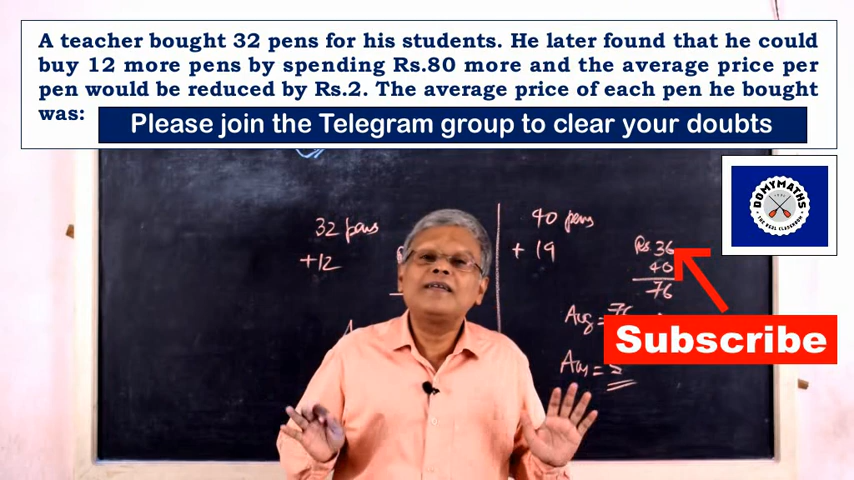 A teacher bought 32 pens for his students. He later found that he could
buy 12 more pens by spending Rs.80 more and the average price per
pen would be reduced by Rs.2. The average price of each pen he bought
was:
Please join the Telegram group to clear your doubts
DOMYMATHS
THE REEL CLASSROOM
32 pens
+12
40 pens
+ 19
Rs. 36
40
76
Avg =
Subscribe
=